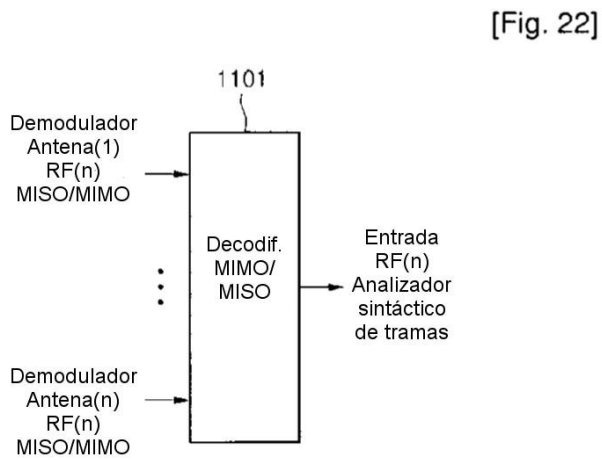 [Fig. 22]
1101
Demodulador
Antena(1)
RF(n)
MISO/MIMO
Decodif.
MIMO/
MISO
Entrada
RF(n)
Analizador
sintáctico
de tramas
Demodulador
Antena(n)
RF(n)
MISO/MIMO